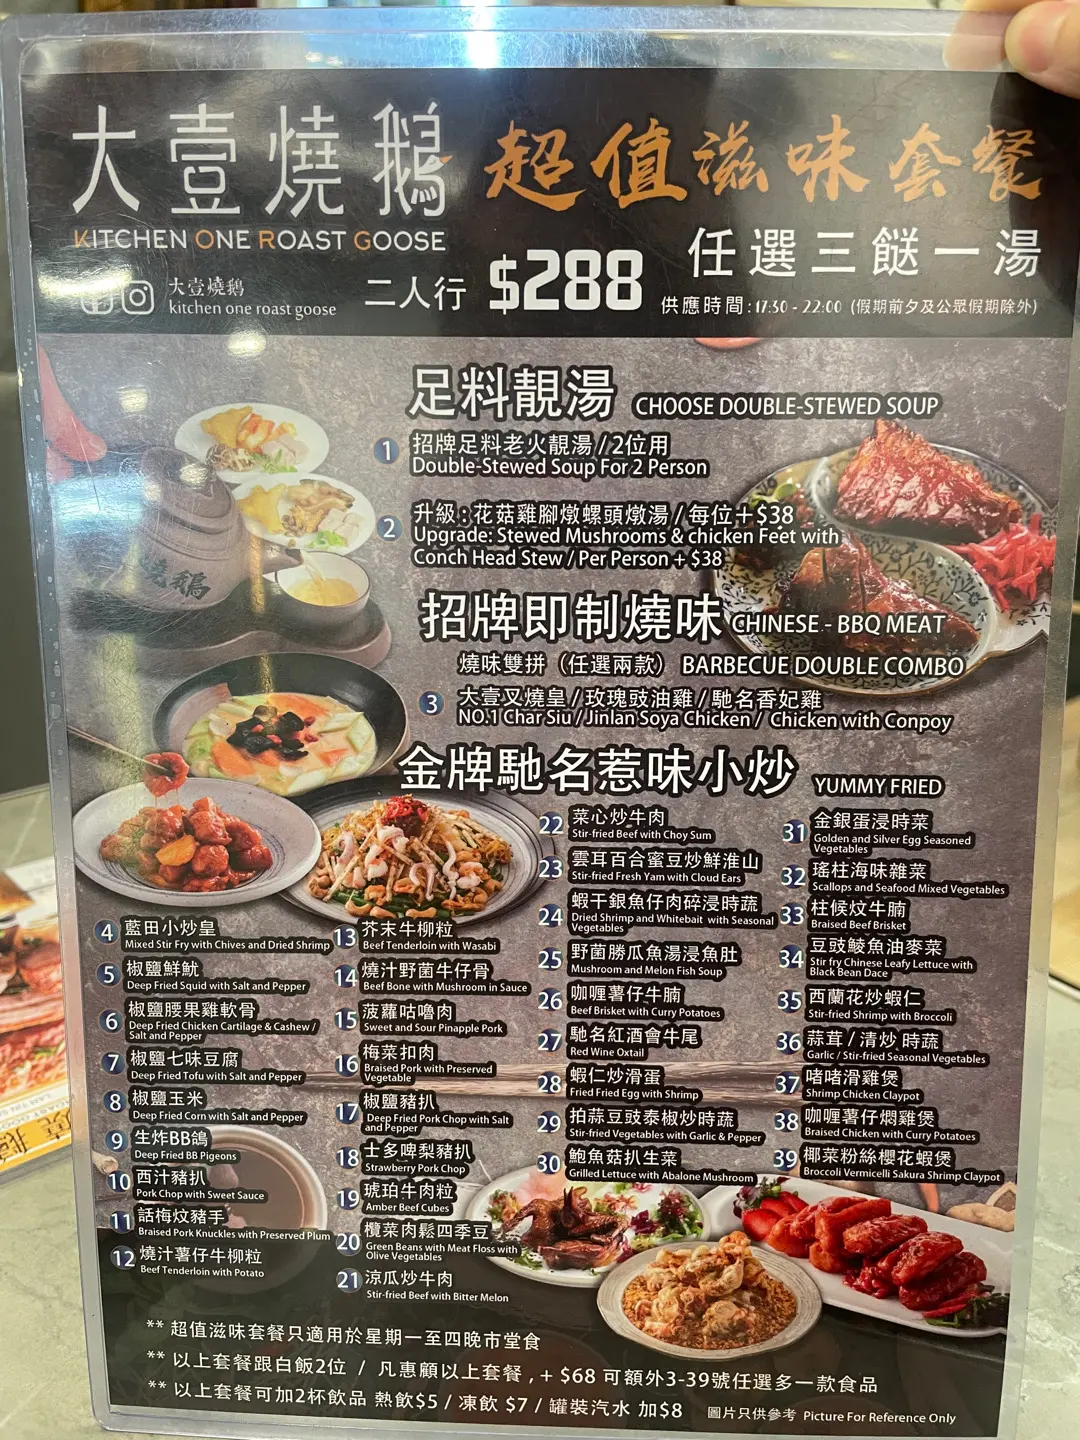 大壹燒鵝
KITCHEN ONE ROAST GOOSE
超值滋味套餐
大壹燒鵝
kitchen one roast goose
二人行 $288
任選三餸一湯
供應時間:17:30 - 22:00 (假期前夕及公眾假期除外)
足料靚湯 CHOOSE DOUBLE-STEWED SOUP
1 招牌足料老火靚湯 / 2位用
Double-Stewed Soup For 2 Person
2 升級：花菇雞腳燉螺頭燉湯 / 每位+$38
Upgrade: Stewed Mushrooms & chicken Feet with
Conch Head Stew / Per Person + $38
招牌即制燒味 CHINESE - BBQ MEAT
燒味雙拼（任選兩款） BARBECUE DOUBLE COMBO
3 大壹叉燒皇 / 玫瑰豉油雞 / 馳名香妃雞
NO.1 Char Siu / Jinlan Soya Chicken / Chicken with Conpoy
金牌馳名惹味小炒 YUMMY FRIED
4 藍田小炒皇
Mixed Stir Fry with Chives and Dried Shrimp
5 椒鹽鮮魷
Deep Fried Squid with Salt and Pepper
6 椒鹽腰果雞軟骨
Deep Fried Chicken Cartilage & Cashew /
Salt and Pepper
7 椒鹽七味豆腐
Deep Fried Tofu with Salt and Pepper
8 椒鹽玉米
Deep Fried Corn with Salt and Pepper
9 生炸BB鴿
Deep Fried BB Pigeons
10 西汁豬扒
Pork Chop with Sweet Sauce
11 話梅炆豬手
Braised Pork Knuckles with Preserved Plum
12 燒汁薯仔牛柳粒
Beef Tenderloin with Potato
13 芥末牛柳粒
Beef Tenderloin with Wasabi
14 燒汁野菌牛仔骨
Beef Bone with Mushroom in Sauce
15 菠蘿咕嚕肉
Sweet and Sour Pinapple Pork
16 梅菜扣肉
Braised Pork with Preserved
Vegetable
17 椒鹽豬扒
Deep Fried Pork Chop with Salt
and Pepper
18 士多啤梨豬扒
Strawberry Pork Chop
19 琥珀牛肉粒
Amber Beef Cubes
20 欖菜肉鬆四季豆
Green Beans with Meat Floss with
Olive Vegetables
21 涼瓜炒牛肉
Stir-fried Beef with Bitter Melon
22 菜心炒牛肉
Stir-fried Beef with Choy Sum
23 雲耳百合蜜豆炒鮮淮山
Stir-fried Fresh Yam with Cloud Ears
24 蝦干銀魚仔肉碎浸時蔬
Dried Shrimp and Whitebait with Seasonal
Vegetables
25 野菌勝瓜魚湯浸魚肚
Mushroom and Melon Fish Soup
26 咖喱薯仔牛腩
Beef Brisket with Curry Potatoes
27 馳名紅酒會牛尾
Red Wine Oxtail
28 蝦仁炒滑蛋
Fried Fried Egg with Shrimp
29 拍蒜豆豉泰椒炒時蔬
Stir-fried Vegetables with Garlic & Pepper
30 鮑魚菇扒生菜
Grilled Lettuce with Abalone Mushroom
31 金銀蛋浸時菜
Golden and Silver Egg Seasoned
Vegetables
32 瑤柱海味雜菜
Scallops and Seafood Mixed Vegetables
33 柱候炆牛腩
Braised Beef Brisket
34 豆豉鯪魚油麥菜
Stir fry Chinese Leafy Lettuce with
Black Bean Dace
35 西蘭花炒蝦仁
Stir-fried Shrimp with Broccoli
36 蒜茸 / 清炒 時蔬
Garlic / Stir-fried Seasonal Vegetables
37 啫啫滑雞煲
Shrimp Chicken Claypot
38 咖喱薯仔焗雞煲
Braised Chicken with Curry Potatoes
39 椰菜粉絲櫻花蝦煲
Broccoli Vermicelli Sakura Shrimp Claypot
** 超值滋味套餐只適用於星期一至四晚市堂食
** 以上套餐跟白飯2位 / 凡惠顧以上套餐，+ $68 可額外3-39號任選多一款食品
** 以上套餐可加2杯飲品 熱飲$5 / 凍飲 $7 / 罐裝汽水 加$8
圖片只供參考 Picture For Reference Only